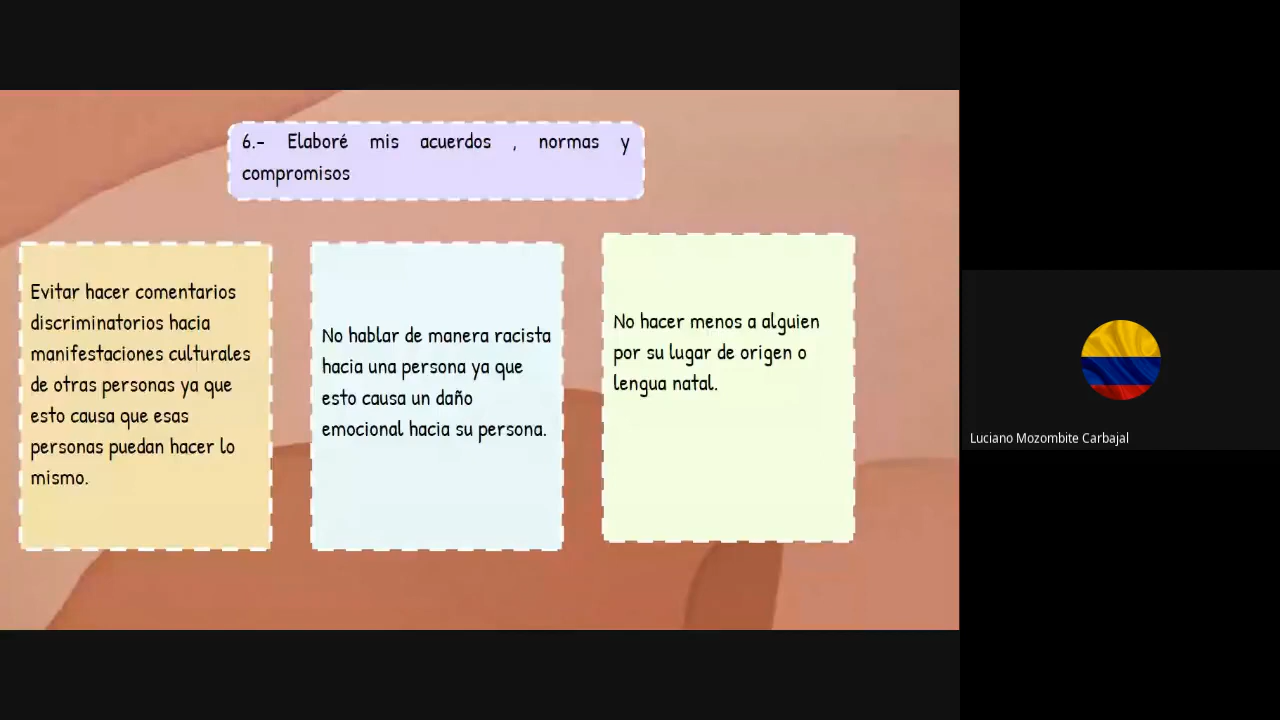 6.- Elaboré mis acuerdos , normas y
compromisos
Evitar hacer comentarios
discriminatorios hacia
manifestaciones culturales
de otras personas ya que
esto causa que esas
personas puedan hacer lo
mismo.
No hablar de manera racista
hacia una persona ya que
esto causa un daño
emocional hacia su persona.
No hacer menos a alguien
por su lugar de origen o
lengua natal.
Luciano Mozombite Carbajal